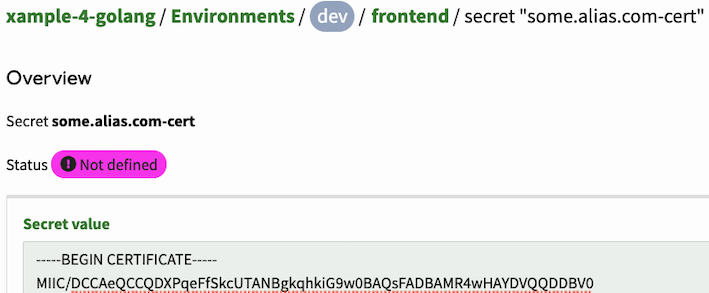 xample-4-golang / Environments / dev / frontend / secret "some.alias.com-cert"
Overview
Secret some.alias.com-cert
Status Not defined
Secret value
-----BEGIN CERTIFICATE-----
MIIC/DCCAeQCCQDXPqeFfSkcUTANBgkqhkiG9w0BAQsFADBAMR4wHAYDVQQDDBV0